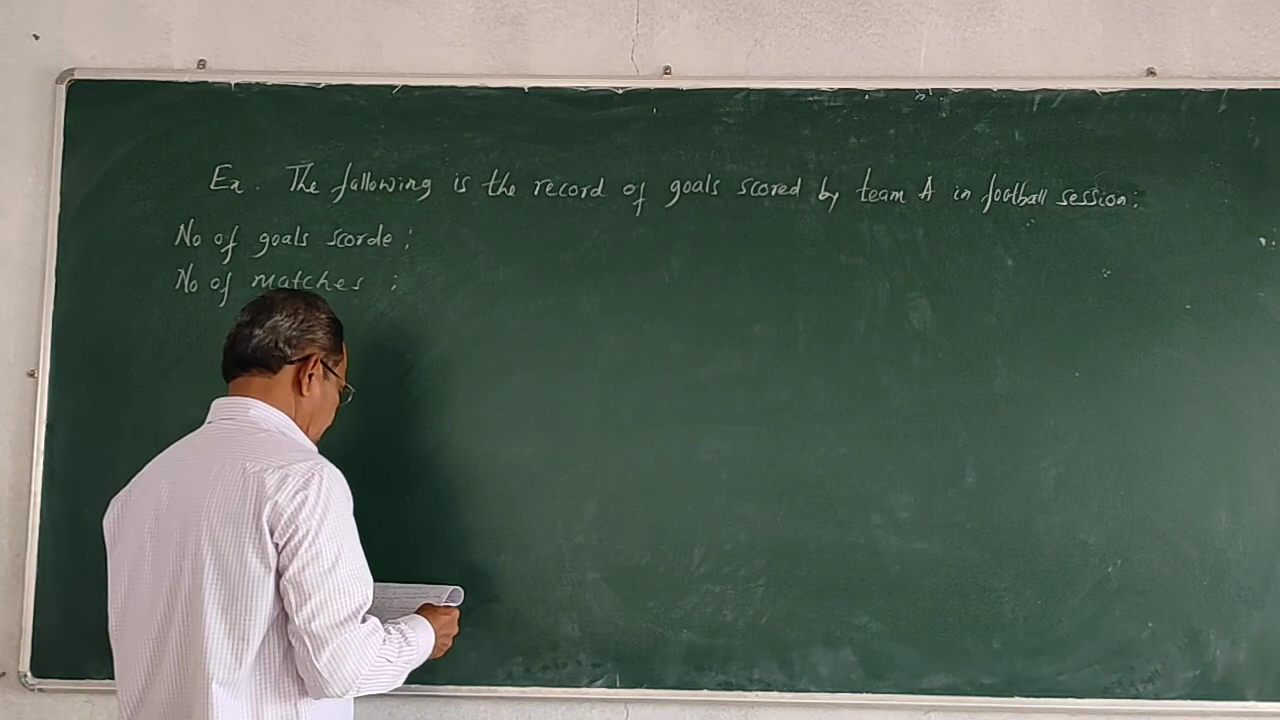 Ex. The fallowing is the record of goals scored by team A in football session:
No of goals scorde :
No of matches :